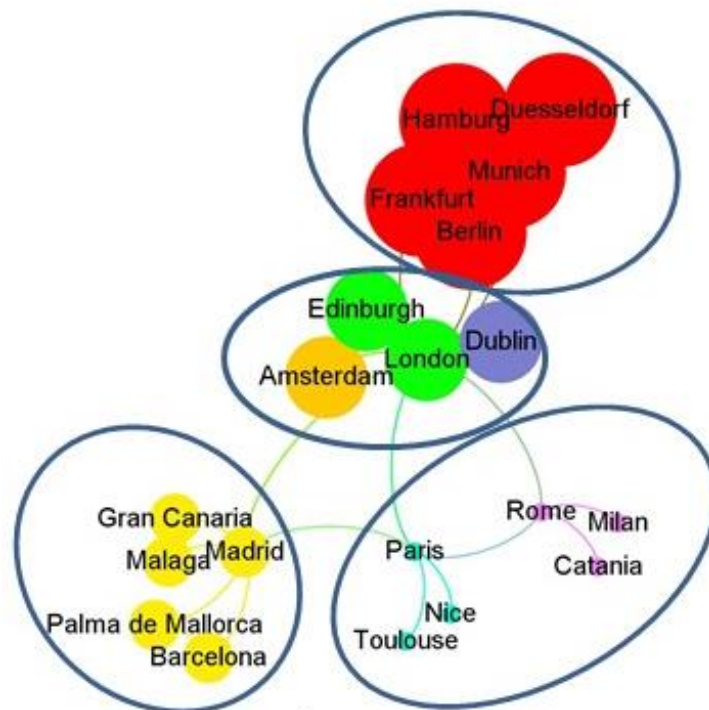 Hamburg
Duesseldorf
Munich
Frankfurt
Berlin
Edinburgh
Dublin
London
Amsterdam
Gran Canaria
Malaga
Madrid
Palma de Mallorca
Barcelona
Rome
Milan
Paris
Catania
Nice
Toulouse